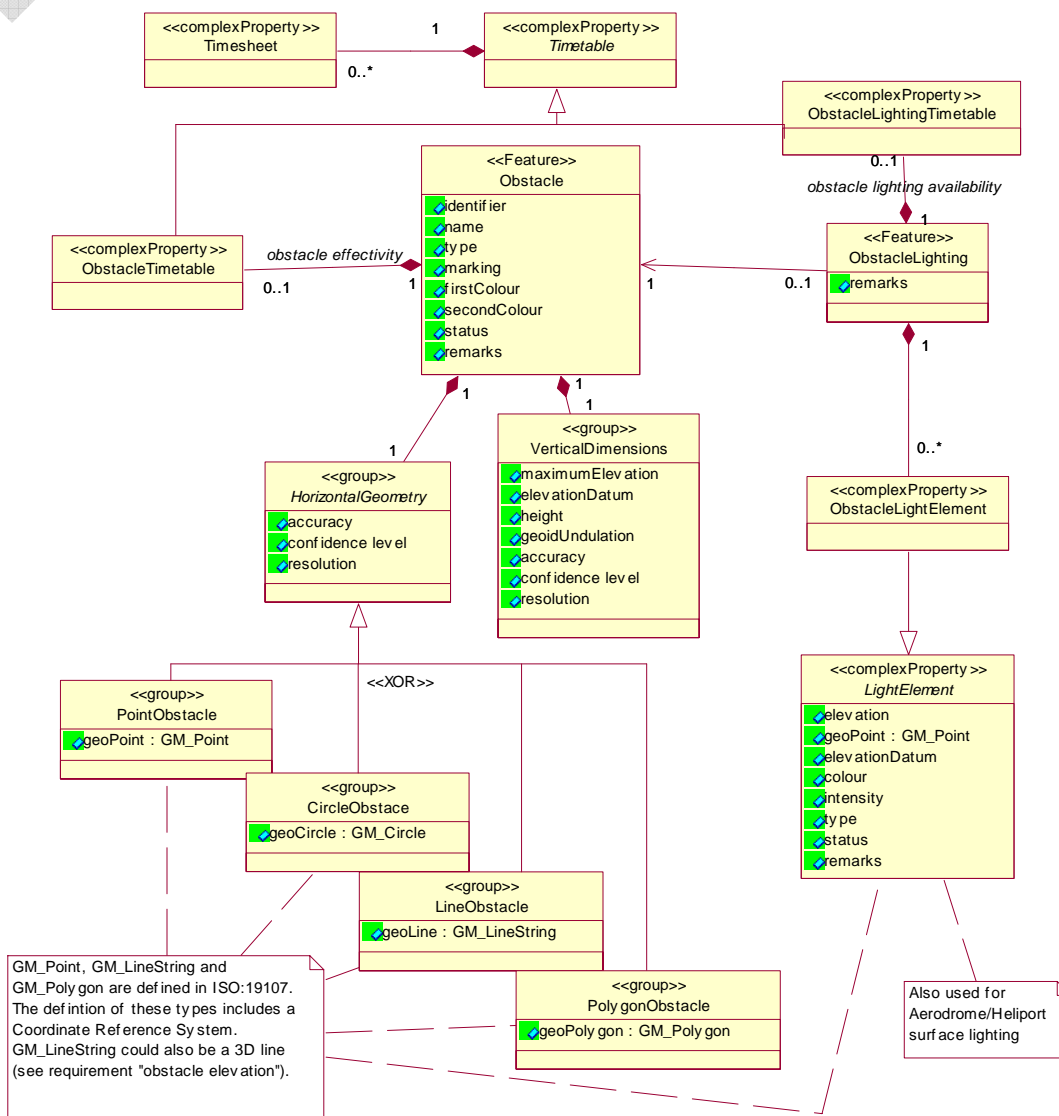 <<complexProperty>>
Timesheet
1
0..*
<<complexProperty>>
Timetable
<<complexProperty>>
ObstacleLightingTimetable
0..1
obstacle lighting availability
1
<<Feature>>
Obstacle
identifier
name
type
marking
firstColour
secondColour
status
remarks
<<complexProperty>>
ObstacleTimetable
obstacle effectivity
0..1
1
<<Feature>>
ObstacleLighting
remarks
1
0..1
1
0..*
1
1
1
1
<<group>>
HorizontalGeometry
accuracy
confidence level
resolution
<<group>>
VerticalDimensions
maximumElevation
elevationDatum
height
geoidUndulation
accuracy
confidence level
resolution
<<complexProperty>>
ObstacleLightElement
<<XOR>>
<<group>>
PointObstacle
geoPoint : GM_Point
<<group>>
CircleObstace
geoCircle : GM_Circle
<<group>>
LineObstacle
geoLine : GM_LineString
<<group>>
PolygonObstacle
geoPolygon : GM_Polygon
<<complexProperty>>
LightElement
elevation
geoPoint : GM_Point
elevationDatum
colour
intensity
type
status
remarks
GM_Point, GM_LineString and
GM_Polygon are defined in ISO:19107.
The defintion of these types includes a
Coordinate Reference System.
GM_LineString could also be a 3D line
(see requirement "obstacle elevation").
Also used for
Aerodrome/Heliport
surface lighting